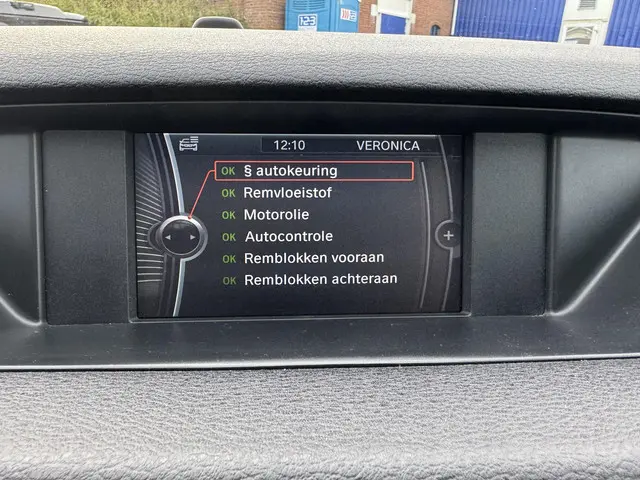 123
12:10 VERONICA
OK § autokeuring
OK Remvloeistof
OK Motorolie
OK Autocontrole
OK Remblokken vooraan
OK Remblokken achteraan
+